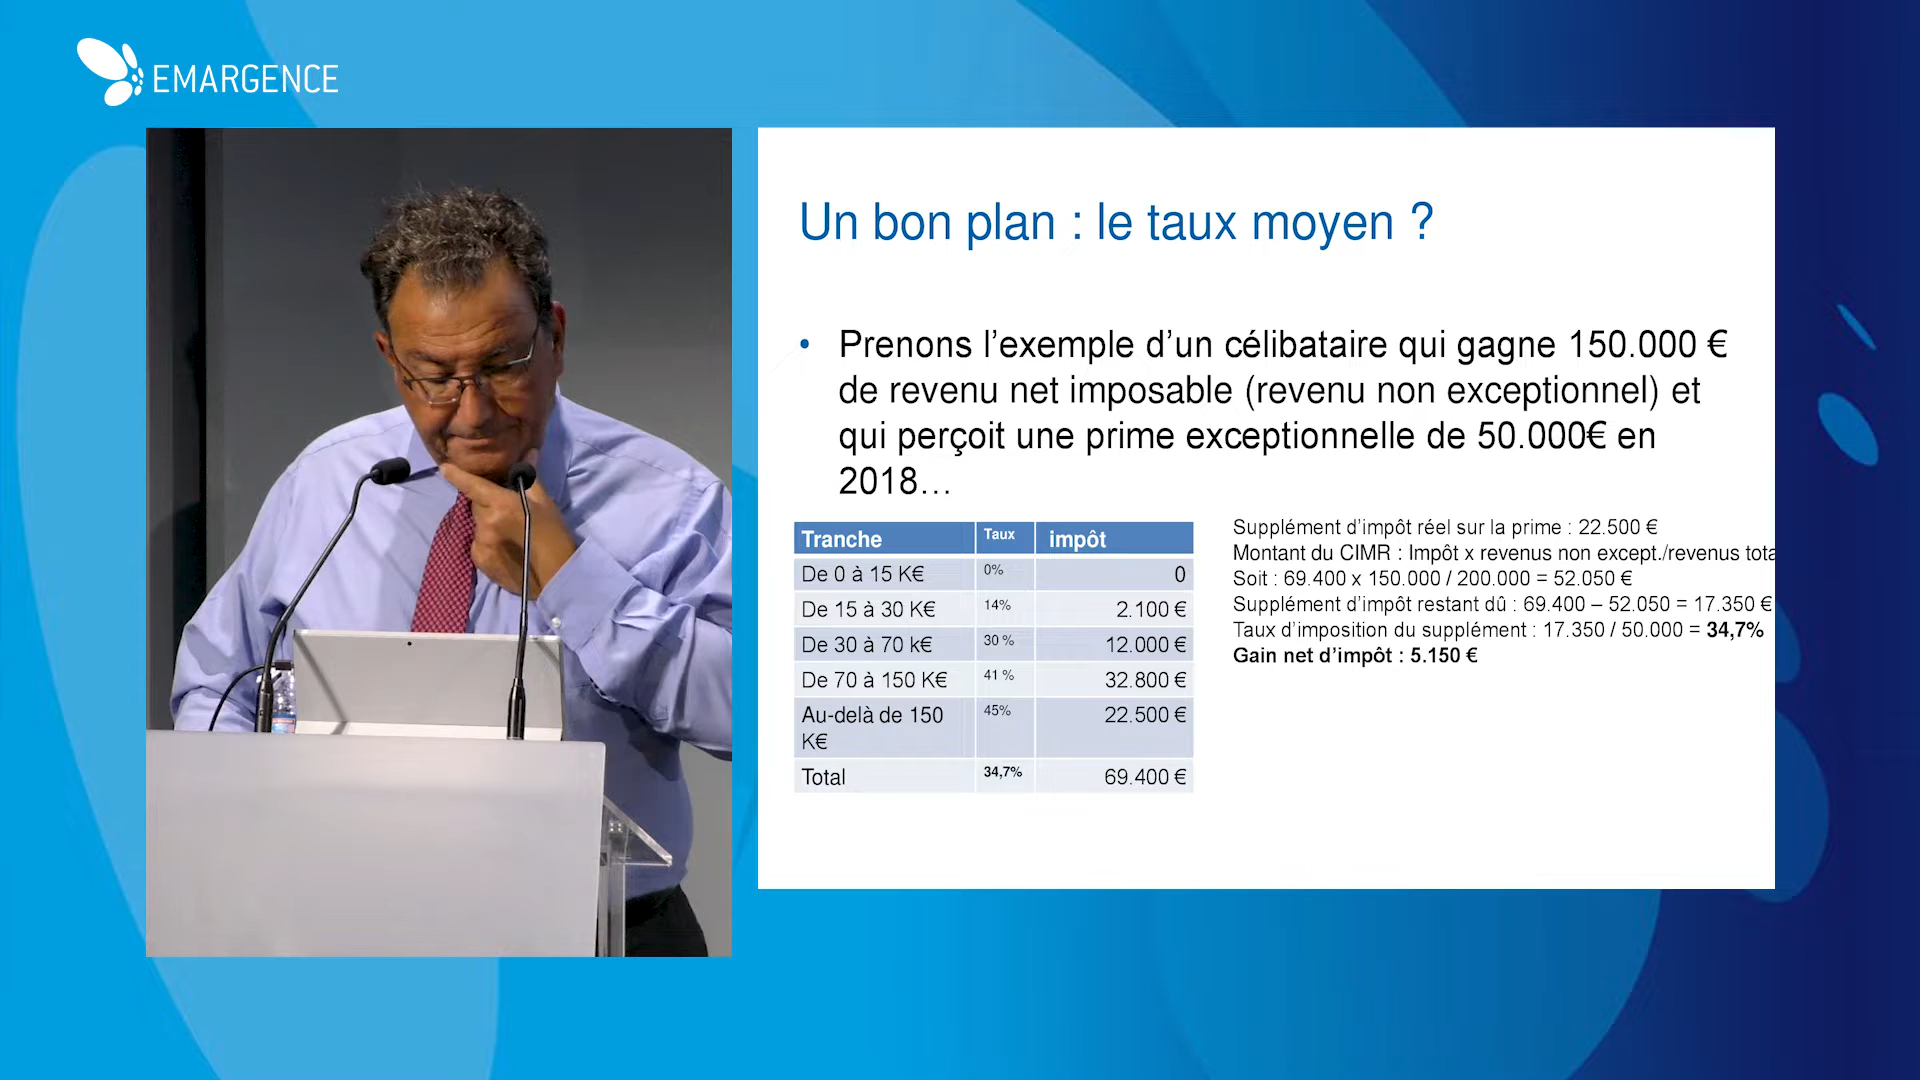 EMARGENCE
Un bon plan : le taux moyen ?
• Prenons l’exemple d’un célibataire qui gagne 150.000 €
de revenu net imposable (revenu non exceptionnel) et
qui perçoit une prime exceptionnelle de 50.000€ en
2018…
Tranche Taux impôt
De 0 à 15 K€ 0% 0
De 15 à 30 K€ 14% 2.100 €
De 30 à 70 k€ 30 % 12.000 €
De 70 à 150 K€ 41 % 32.800 €
Au-delà de 150 45% 22.500 €
K€
Total 34,7% 69.400 €
Supplément d’impôt réel sur la prime : 22.500 €
Montant du CIMR : Impôt x revenus non except./revenus tota
Soit : 69.400 x 150.000 / 200.000 = 52.050 €
Supplément d’impôt restant dû : 69.400 – 52.050 = 17.350 €
Taux d’imposition du supplément : 17.350 / 50.000 = 34,7%
Gain net d’impôt : 5.150 €